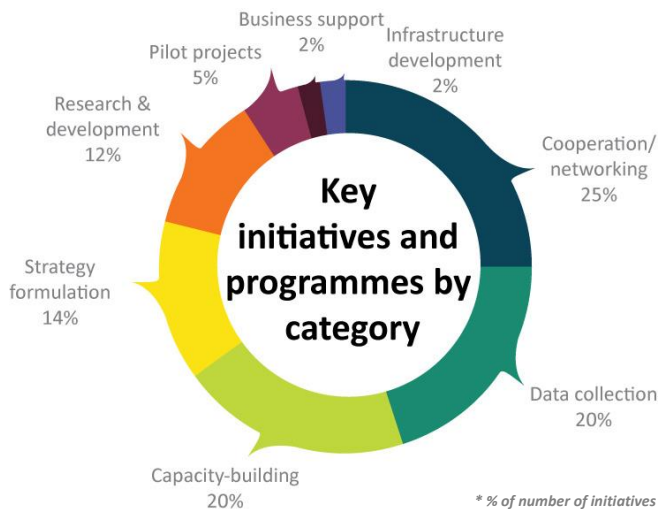 Business support
2%
Infrastructure
development
2%
Pilot projects
5%
Research &
development
12%
Cooperation/
networking
25%
Key
initiatives and
programmes by
category
Strategy
formulation
14%
Data collection
20%
Capacity-building
20%
* % of number of initiatives